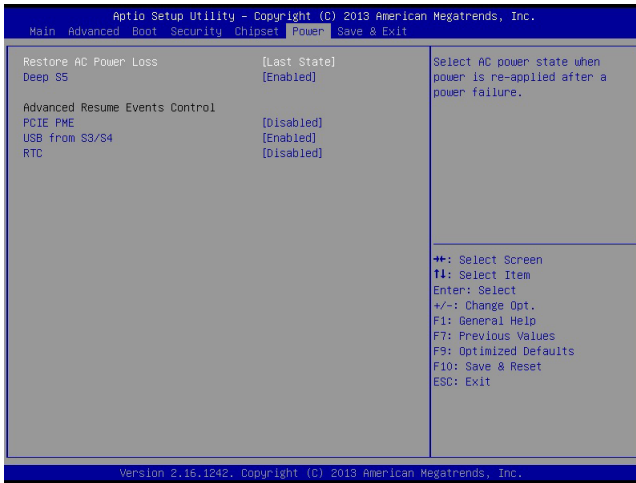 Aptio Setup Utility - Copyright (C) 2013 American Megatrends, Inc.
Main Advanced Boot Security Chipset Power Save & Exit
Restore AC Power Loss [Last State]
Deep S5 [Enabled]
Advanced Resume Events Control
PCIE PME [Disabled]
USB from S3/S4 [Enabled]
RTC [Disabled]
Select AC power state when
power is re-applied after a
power failure.
→←: Select Screen
↑↓: Select Item
Enter: Select
+/-: Change Opt.
F1: General Help
F7: Previous Values
F9: Optimized Defaults
F10: Save & Reset
ESC: Exit
Version 2.16.1242. Copyright (C) 2013 American Megatrends, Inc.